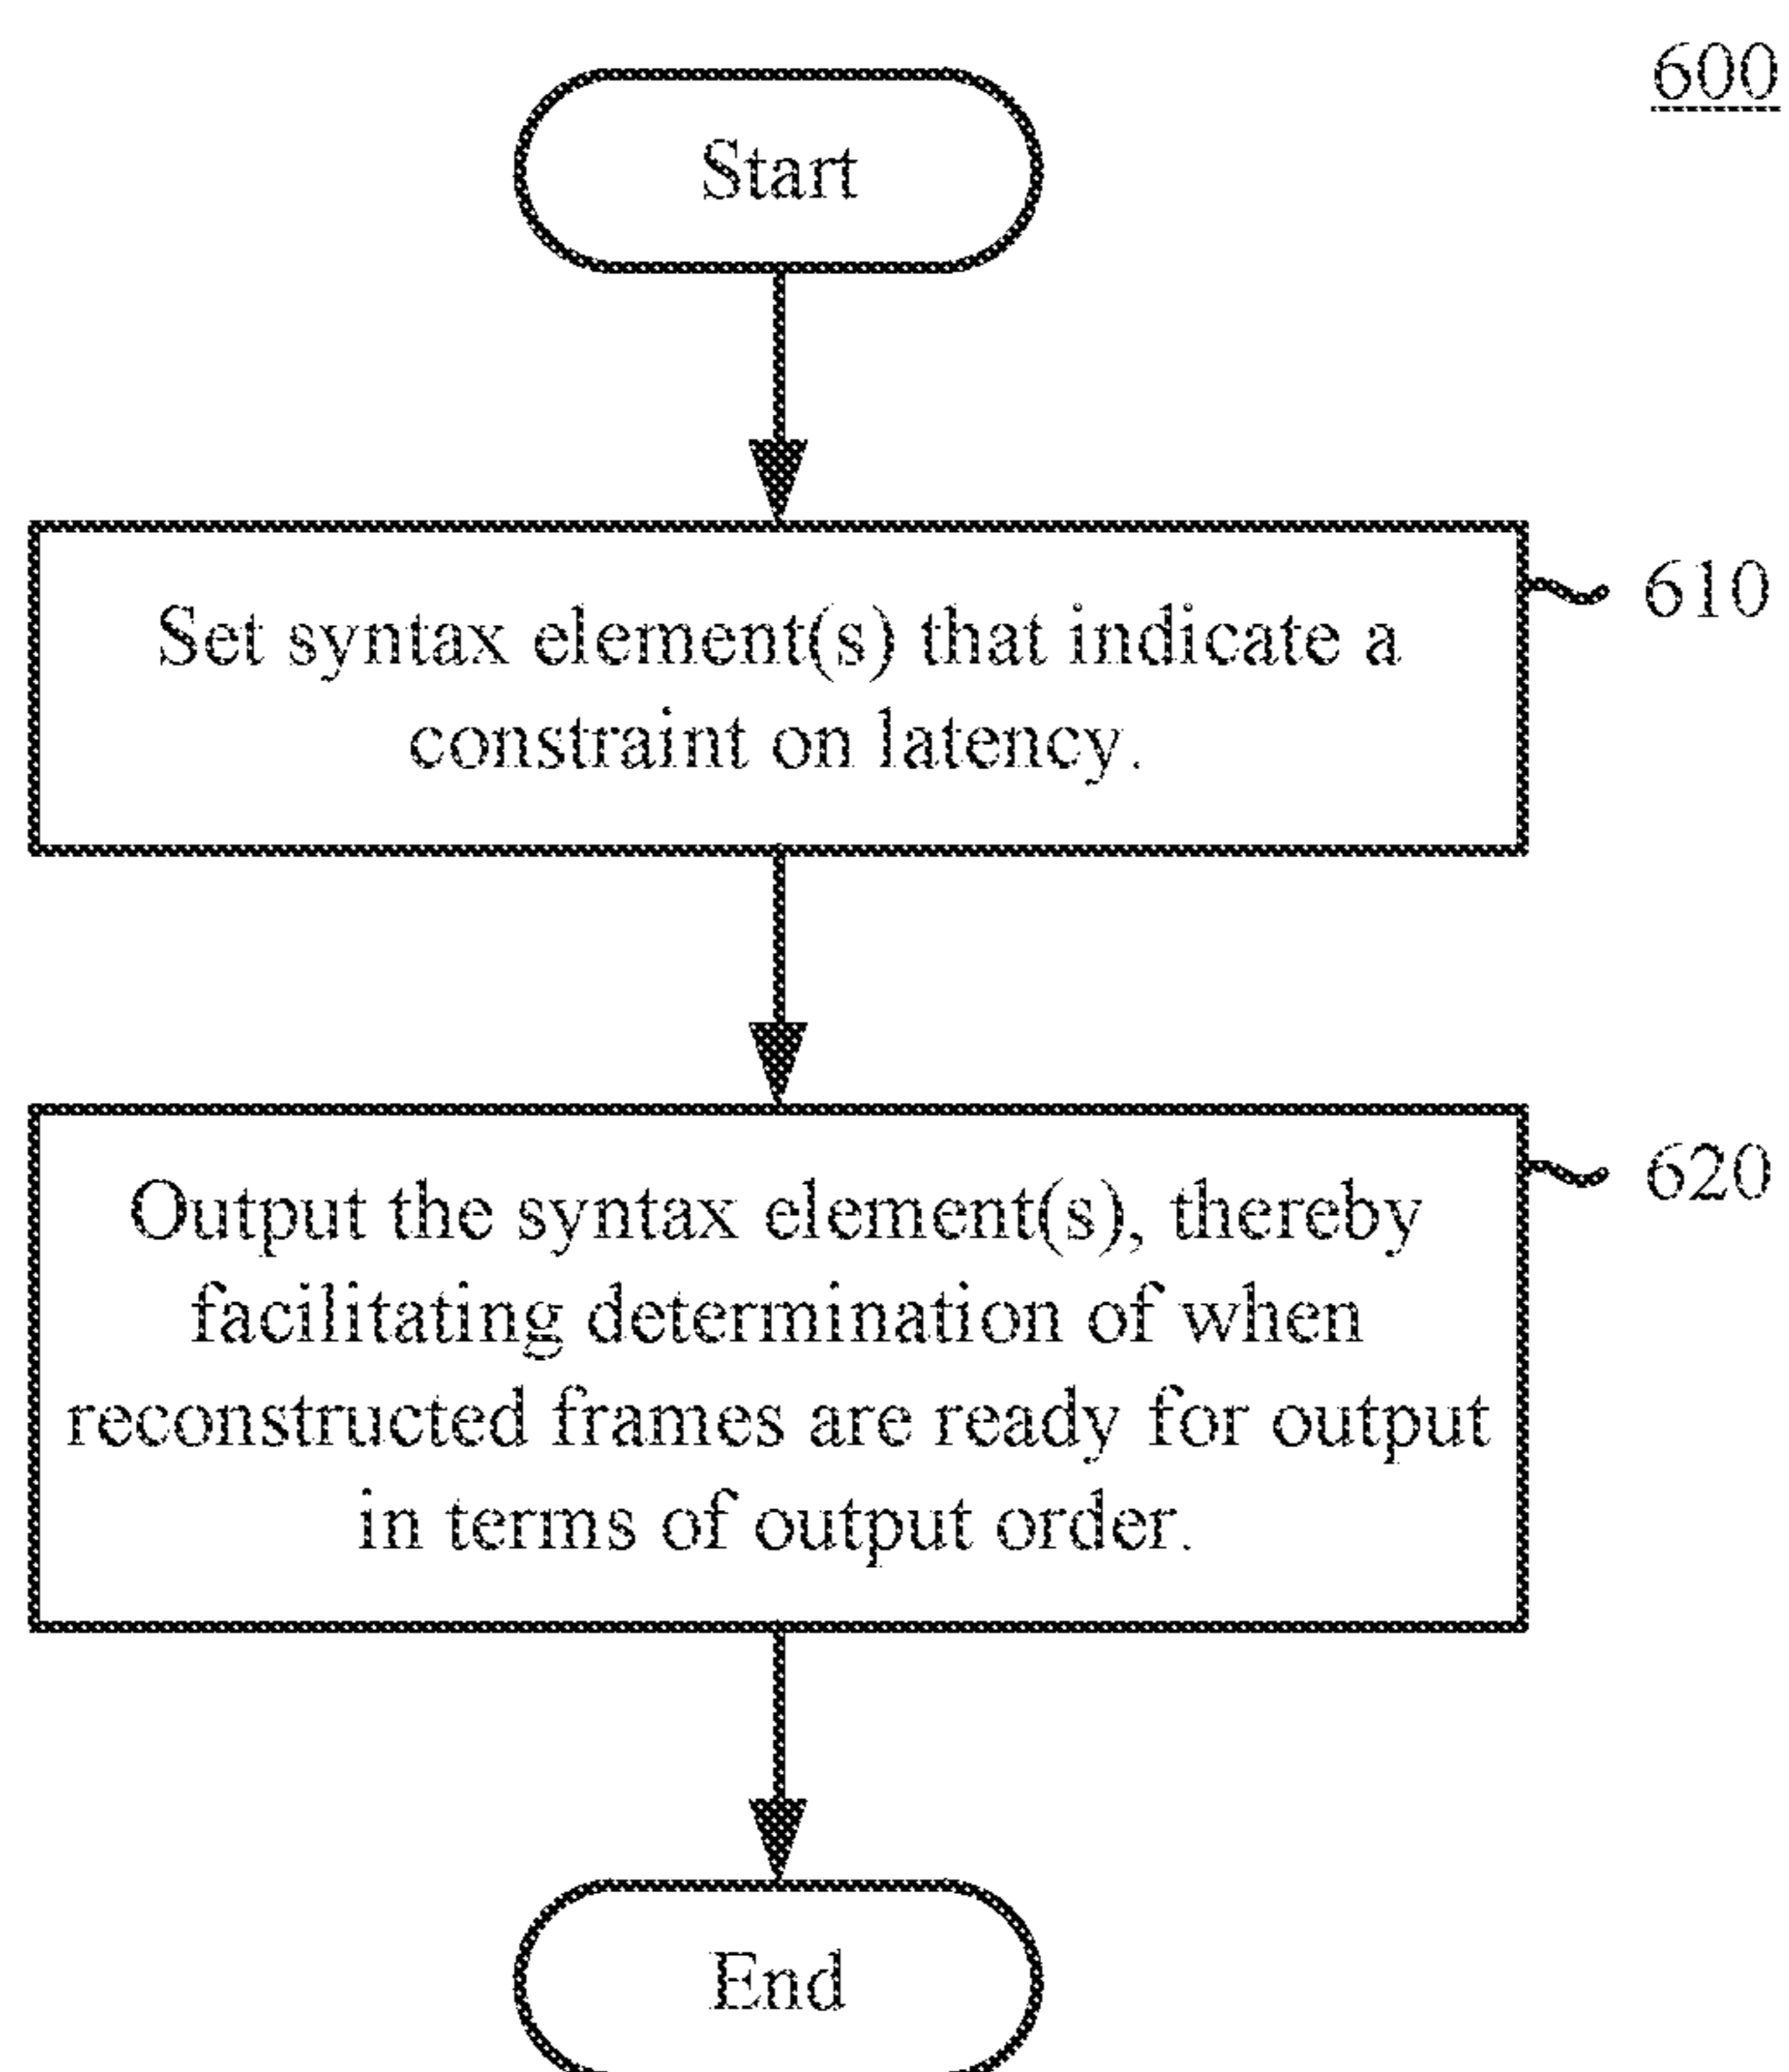 600
Start
Set syntax element(s) that indicate a
constraint on latency.
610
Output the syntax element(s), thereby
facilitating determination of when
reconstructed frames are ready for output
in terms of output order.
620
End